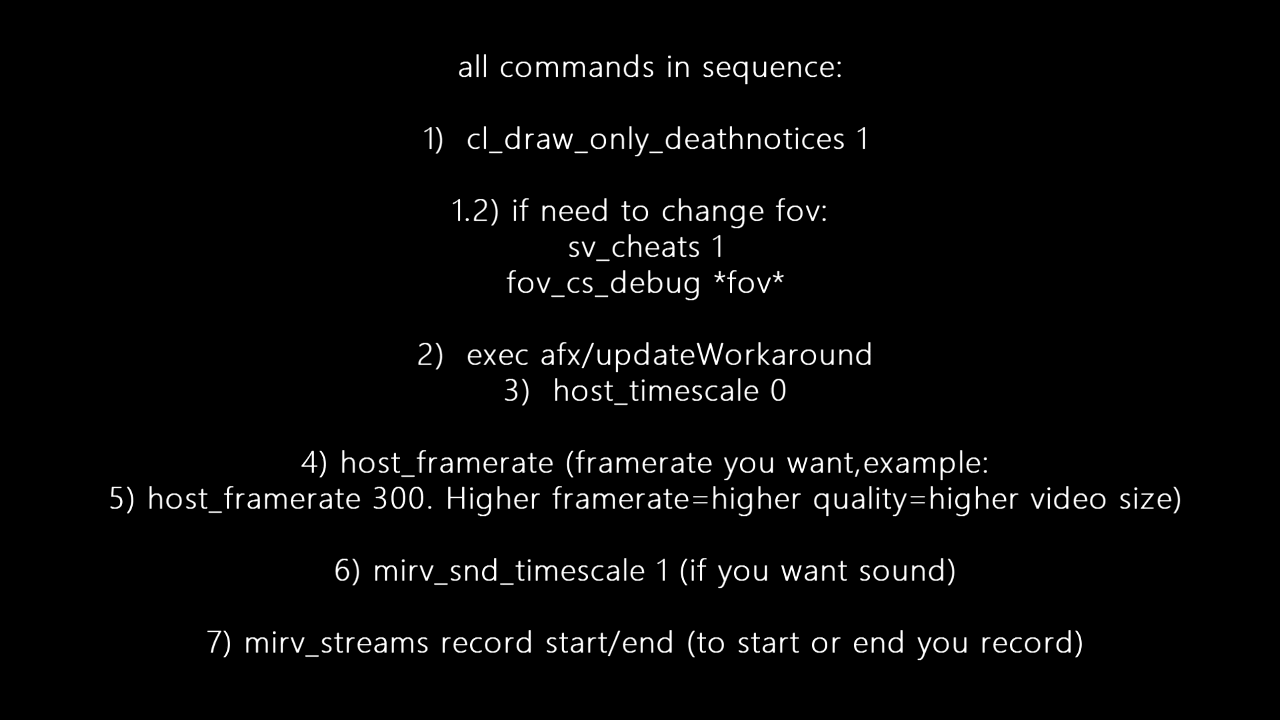 all commands in sequence:
1) cl_draw_only_deathnotices 1
1.2) if need to change fov:
sv_cheats 1
fov_cs_debug *fov*
2) exec afx/updateWorkaround
3) host_timescale 0
4) host_framerate (framerate you want,example:
5) host_framerate 300. Higher framerate=higher quality=higher video size)
6) mirv_snd_timescale 1 (if you want sound)
7) mirv_streams record start/end (to start or end you record)